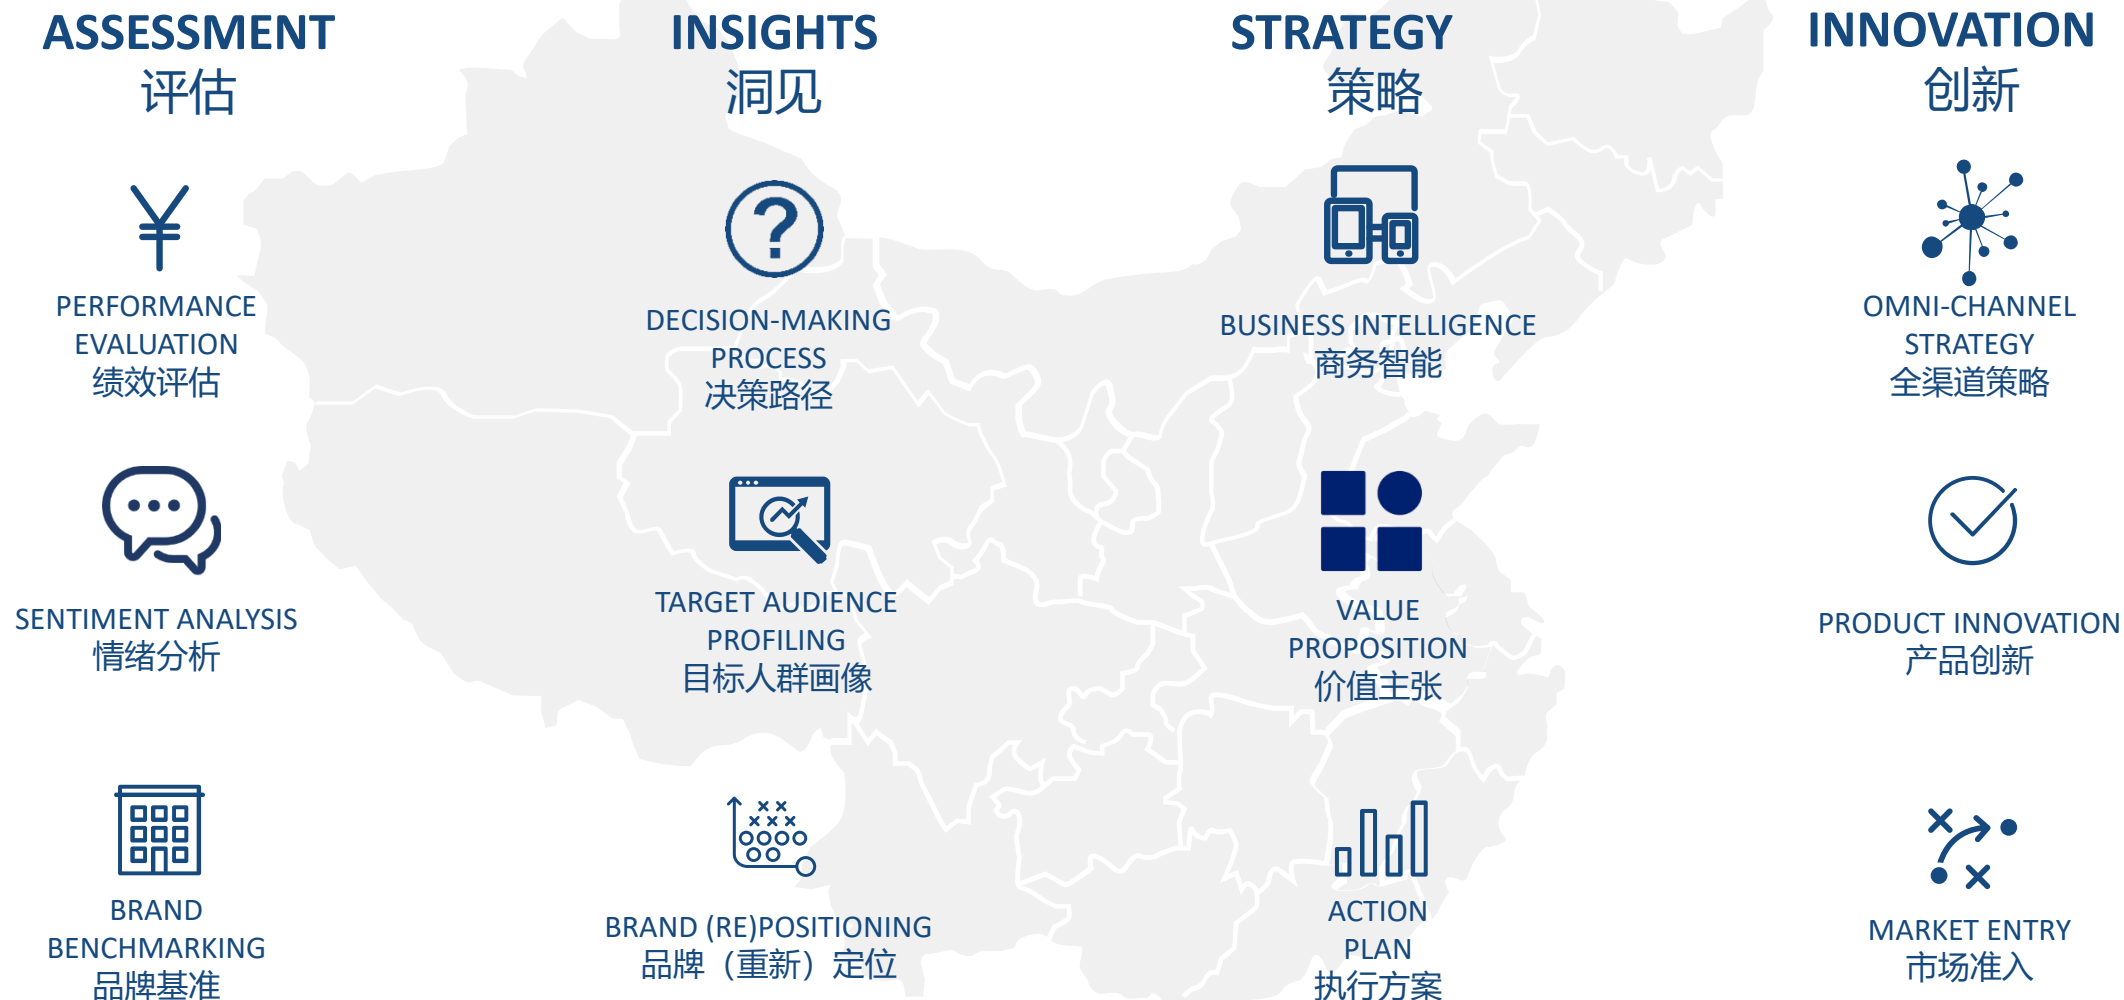 ASSESSMENT
评估
PERFORMANCE
EVALUATION
绩效评估
SENTIMENT ANALYSIS
情绪分析
BRAND
BENCHMARKING
品牌基准
INSIGHTS
洞见
DECISION-MAKING
PROCESS
决策路径
TARGET AUDIENCE
PROFILING
目标人群画像
BRAND (RE)POSITIONING
品牌（重新）定位
STRATEGY
策略
BUSINESS INTELLIGENCE
商务智能
VALUE
PROPOSITION
价值主张
ACTION
PLAN
执行方案
INNOVATION
创新
OMNI-CHANNEL
STRATEGY
全渠道策略
PRODUCT INNOVATION
产品创新
MARKET ENTRY
市场准入